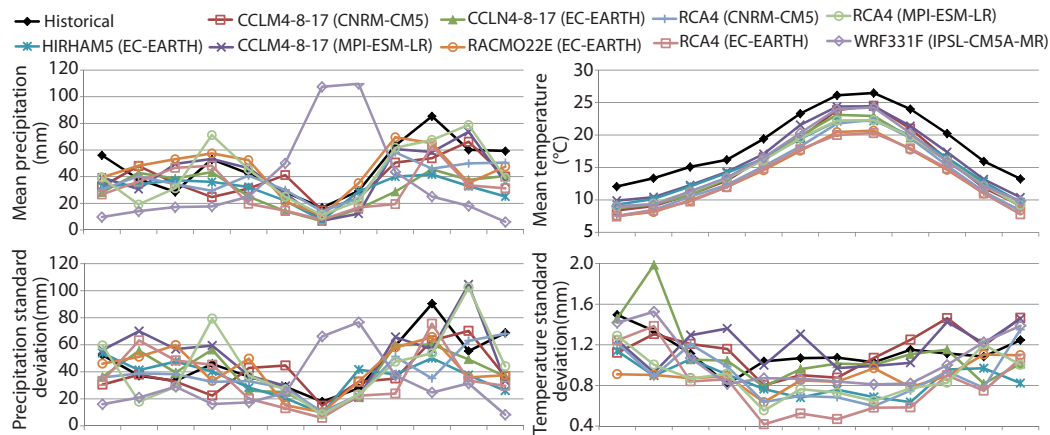 Historical CCLM4-8-17 (CNRM-CM5) CCLN4-8-17 (EC-EARTH) RCA4 (CNRM-CM5) RCA4 (MPI-ESM-LR)
HIRHAM5 (EC-EARTH) CCLM4-8-17 (MPI-ESM-LR) RACMO22E (EC-EARTH) RCA4 (EC-EARTH) WRF331F (IPSL-CM5A-MR)
Mean precipitation
(mm)
120
100
80
60
40
20
0
Mean temperature
(°C)
30
25
20
15
10
5
Precipitation standard
deviation(mm)
120
100
80
60
40
20
0
Temperature standard
deviation(mm)
2.0
1.6
1.2
0.8
0.4